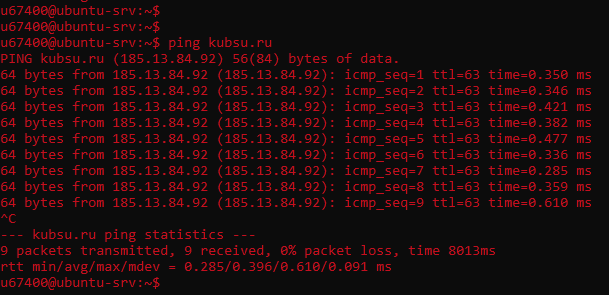 u67400@ubuntu-srv:~$
u67400@ubuntu-srv:~$
u67400@ubuntu-srv:~$ ping kubsu.ru
PING kubsu.ru (185.13.84.92) 56(84) bytes of data.
64 bytes from 185.13.84.92 (185.13.84.92): icmp_seq=1 ttl=63 time=0.350 ms
64 bytes from 185.13.84.92 (185.13.84.92): icmp_seq=2 ttl=63 time=0.346 ms
64 bytes from 185.13.84.92 (185.13.84.92): icmp_seq=3 ttl=63 time=0.421 ms
64 bytes from 185.13.84.92 (185.13.84.92): icmp_seq=4 ttl=63 time=0.382 ms
64 bytes from 185.13.84.92 (185.13.84.92): icmp_seq=5 ttl=63 time=0.477 ms
64 bytes from 185.13.84.92 (185.13.84.92): icmp_seq=6 ttl=63 time=0.336 ms
64 bytes from 185.13.84.92 (185.13.84.92): icmp_seq=7 ttl=63 time=0.285 ms
64 bytes from 185.13.84.92 (185.13.84.92): icmp_seq=8 ttl=63 time=0.359 ms
64 bytes from 185.13.84.92 (185.13.84.92): icmp_seq=9 ttl=63 time=0.610 ms
^C
--- kubsu.ru ping statistics ---
9 packets transmitted, 9 received, 0% packet loss, time 8013ms
rtt min/avg/max/mdev = 0.285/0.396/0.610/0.091 ms
u67400@ubuntu-srv:~$